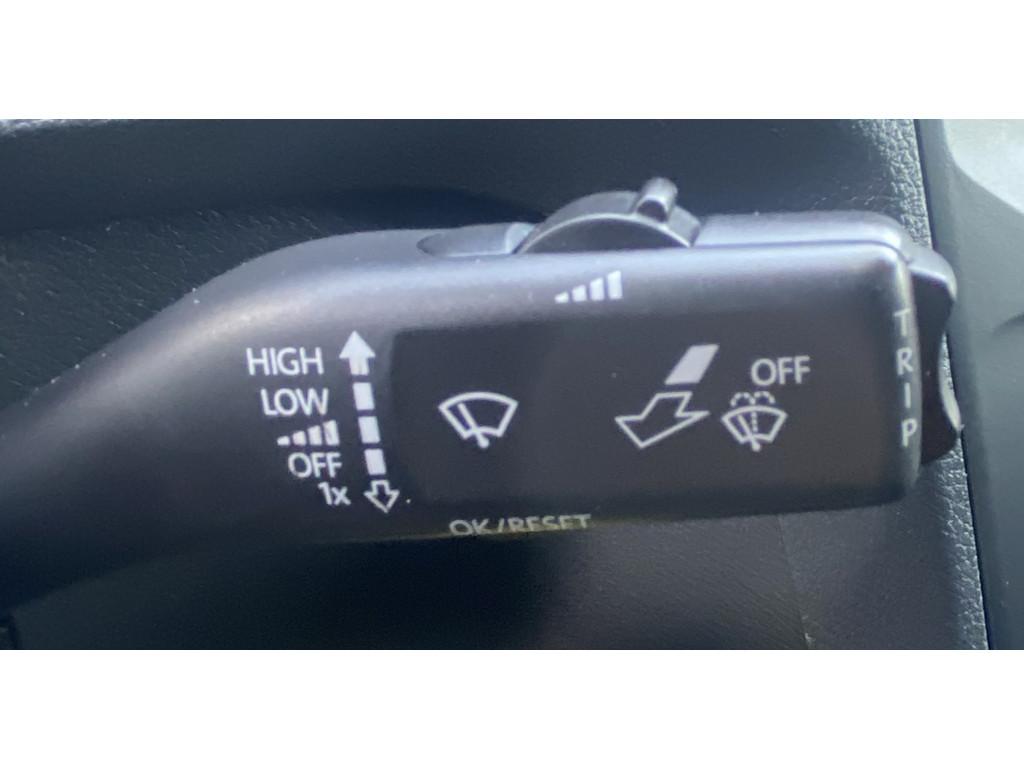 HIGH
LOW
OFF
1x
OFF
TRIP
OK/RESET